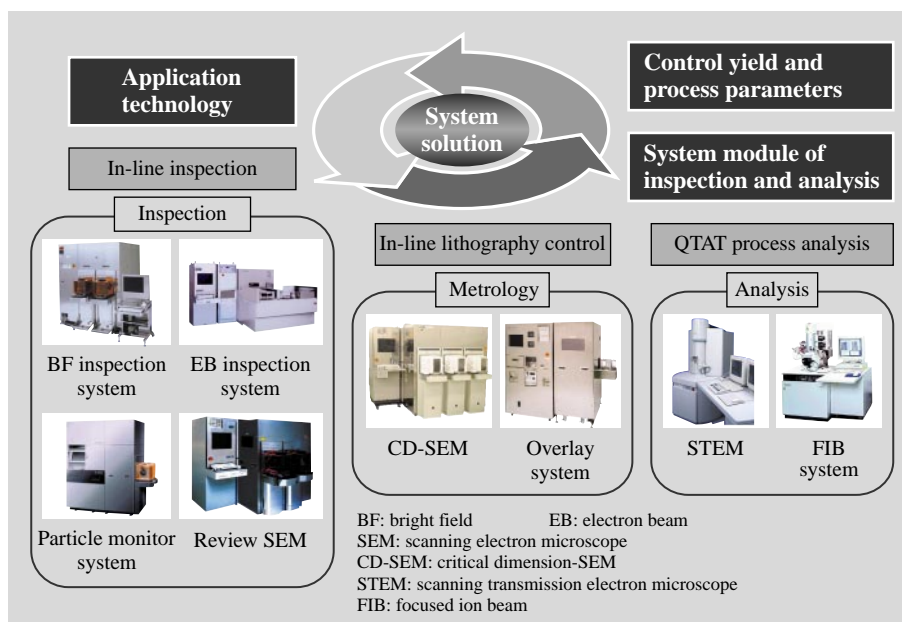 Application
technology
System
solution
Control yield and
process parameters
System module of
inspection and analysis
In-line inspection
Inspection
BF inspection
system
EB inspection
system
Particle monitor
system
Review SEM
In-line lithography control
Metrology
CD-SEM
Overlay
system
QTAT process analysis
Analysis
STEM
FIB
system
BF: bright field EB: electron beam
SEM: scanning electron microscope
CD-SEM: critical dimension-SEM
STEM: scanning transmission electron microscope
FIB: focused ion beam